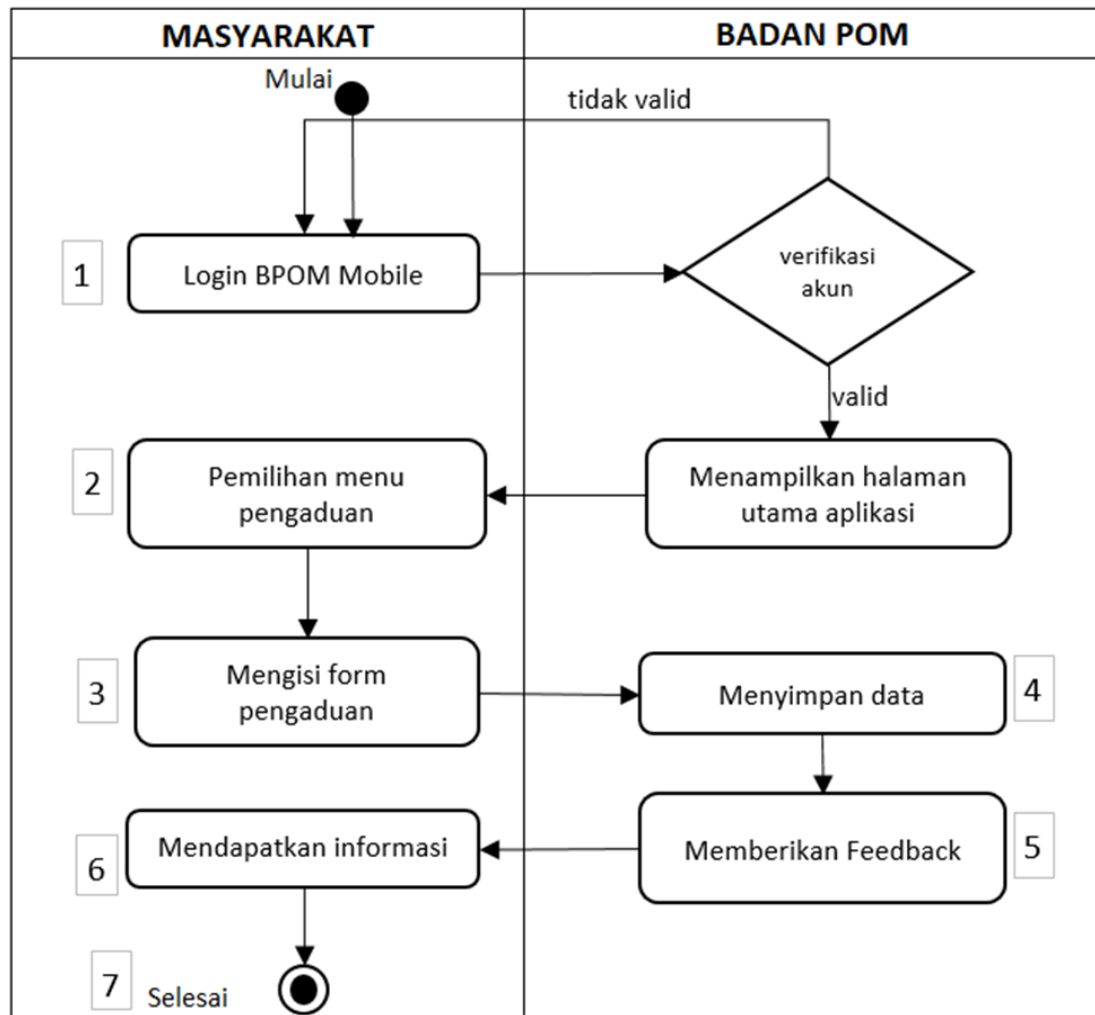 MASYARAKAT
BADAN POM
Mulai
tidak valid
1
Login BPOM Mobile
verifikasi
akun
valid
2
Pemilihan menu
pengaduan
Menampilkan halaman
utama aplikasi
3
Mengisi form
pengaduan
Menyimpan data
4
6
Mendapatkan informasi
Memberikan Feedback
5
7
Selesai